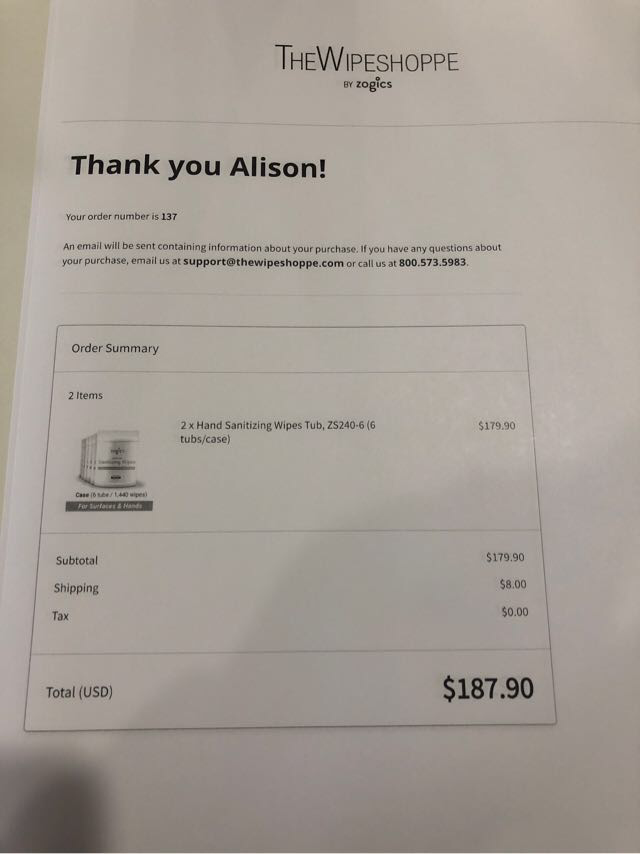 THEWIPESHOPPE
BY zogics
Thank you Alison!
Your order number is 137
An email will be sent containing information about your purchase. If you have any questions about
your purchase, email us at support@thewipeshoppe.com or call us at 800.573.5983.
Order Summary
2 Items
2 x Hand Sanitizing Wipes Tub, ZS240-6 (6
tubs/case)
$179.90
zogics
Sanitizing Wipes
Case (6 tubs / 1,440 wipes)
For Surfaces & Hands
Subtotal
$179.90
Shipping
$8.00
Tax
$0.00
Total (USD)
$187.90